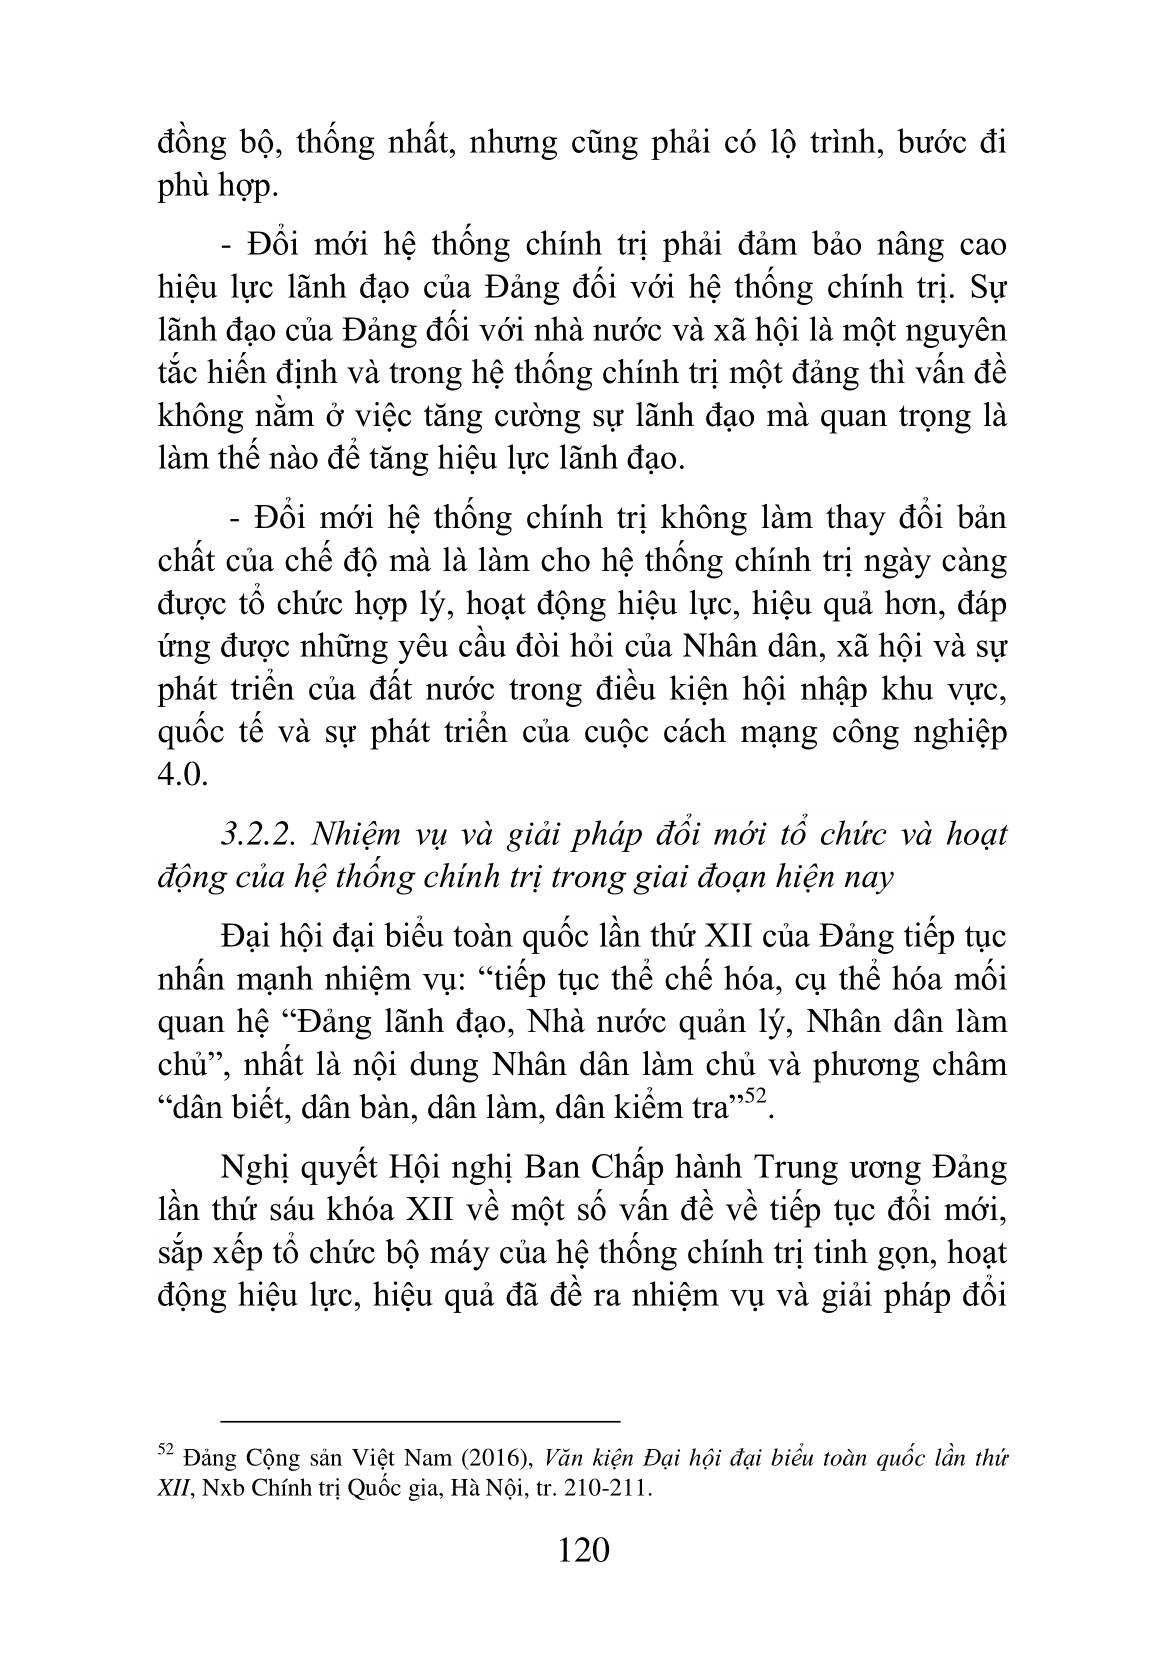 đồng bộ, thống nhất, nhưng cũng phải có lộ trình, bước đi
phù hợp.
- Đổi mới hệ thống chính trị phải đảm bảo nâng cao
hiệu lực lãnh đạo của Đảng đối với hệ thống chính trị. Sự
lãnh đạo của Đảng đối với nhà nước và xã hội là một nguyên
tắc hiến định và trong hệ thống chính trị một đảng thì vấn đề
không nằm ở việc tăng cường sự lãnh đạo mà quan trọng là
làm thế nào để tăng hiệu lực lãnh đạo.
- Đổi mới hệ thống chính trị không làm thay đổi bản
chất của chế độ mà là làm cho hệ thống chính trị ngày càng
được tổ chức hợp lý, hoạt động hiệu lực, hiệu quả hơn, đáp
ứng được những yêu cầu đòi hỏi của Nhân dân, xã hội và sự
phát triển của đất nước trong điều kiện hội nhập khu vực,
quốc tế và sự phát triển của cuộc cách mạng công nghiệp
4.0.
3.2.2. Nhiệm vụ và giải pháp đổi mới tổ chức và hoạt
động của hệ thống chính trị trong giai đoạn hiện nay
Đại hội đại biểu toàn quốc lần thứ XII của Đảng tiếp tục
nhấn mạnh nhiệm vụ: “tiếp tục thể chế hóa, cụ thể hóa mối
quan hệ “Đảng lãnh đạo, Nhà nước quản lý, Nhân dân làm
chủ”, nhất là nội dung Nhân dân làm chủ và phương châm
“dân biết, dân bàn, dân làm, dân kiểm tra”52.
Nghị quyết Hội nghị Ban Chấp hành Trung ương Đảng
lần thứ sáu khóa XII về một số vấn đề về tiếp tục đổi mới,
sắp xếp tổ chức bộ máy của hệ thống chính trị tinh gọn, hoạt
động hiệu lực, hiệu quả đã đề ra nhiệm vụ và giải pháp đổi
52 Đảng Cộng sản Việt Nam (2016), Văn kiện Đại hội đại biểu toàn quốc lần thứ
XII, Nxb Chính trị Quốc gia, Hà Nội, tr. 210-211.
120